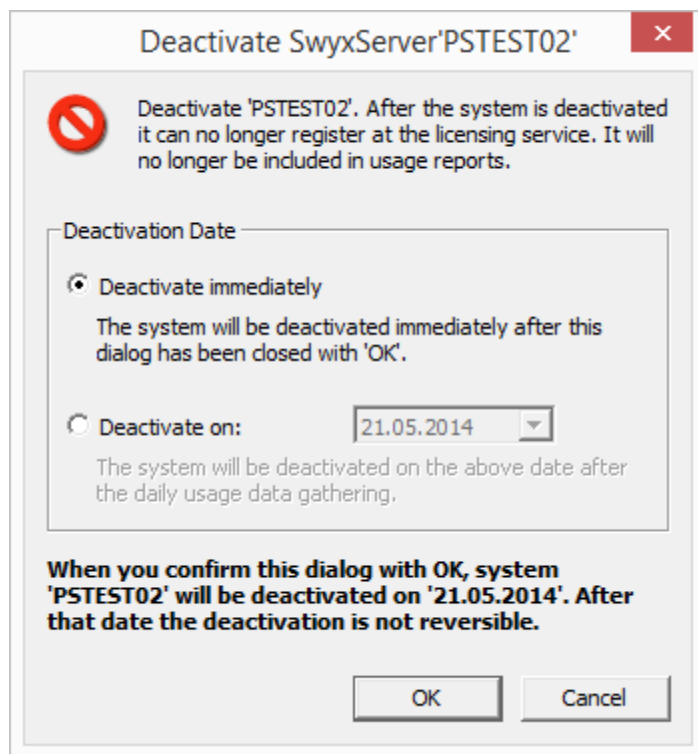 Deactivate SwyxServer'PSTEST02'
Deactivate 'PSTEST02'. After the system is deactivated
it can no longer register at the licensing service. It will
no longer be included in usage reports.
Deactivation Date
Deactivate immediately
The system will be deactivated immediately after this
dialog has been closed with 'OK'.
Deactivate on:
21.05.2014
The system will be deactivated on the above date after
the daily usage data gathering.
When you confirm this dialog with OK, system
'PSTEST02' will be deactivated on '21.05.2014'. After
that date the deactivation is not reversible.
OK
Cancel